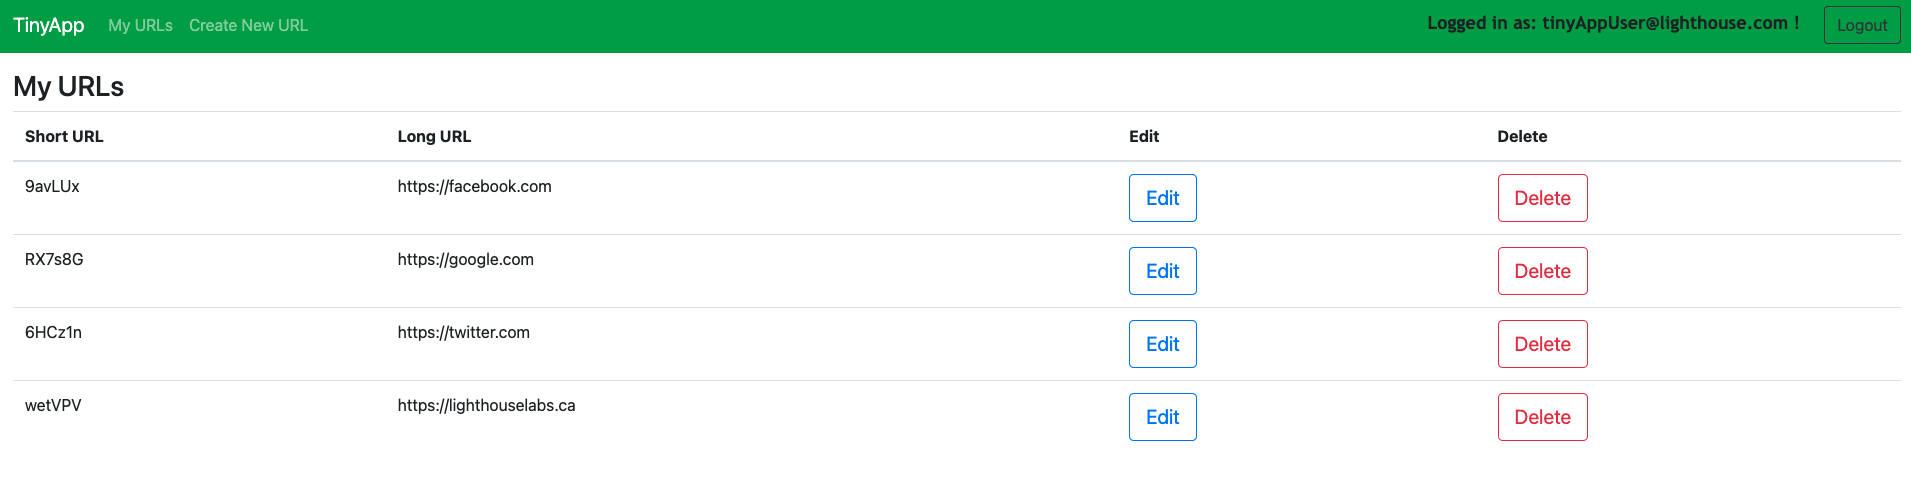 TinyApp My URLs Create New URL Logged in as: tinyAppUser@lighthouse.com ! Logout
My URLs
Short URL Long URL Edit Delete
9avLUx https://facebook.com Edit Delete
RX7s8G https://google.com Edit Delete
6HCz1n https://twitter.com Edit Delete
wetVPV https://lighthouselabs.ca Edit Delete